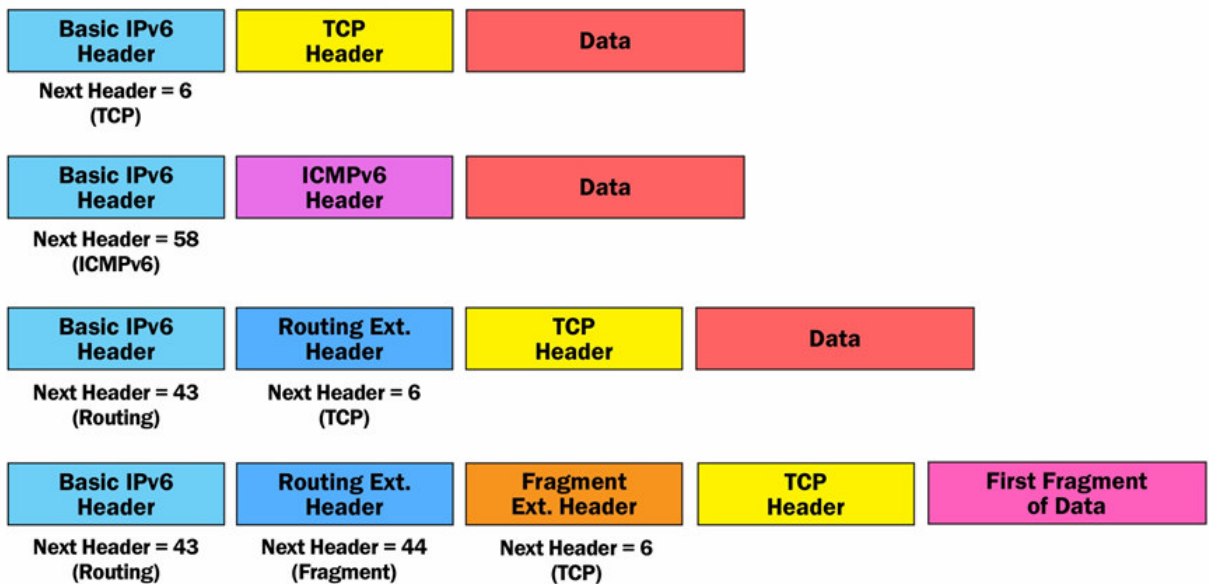 Basic IPv6
Header
TCP
Header
Data
Next Header = 6
(TCP)
Basic IPv6
Header
ICMPv6
Header
Data
Next Header = 58
(ICMPv6)
Basic IPv6
Header
Routing Ext.
Header
TCP
Header
Data
Next Header = 43
(Routing)
Next Header = 6
(TCP)
Basic IPv6
Header
Routing Ext.
Header
Fragment
Ext. Header
TCP
Header
First Fragment
of Data
Next Header = 43
(Routing)
Next Header = 44
(Fragment)
Next Header = 6
(TCP)